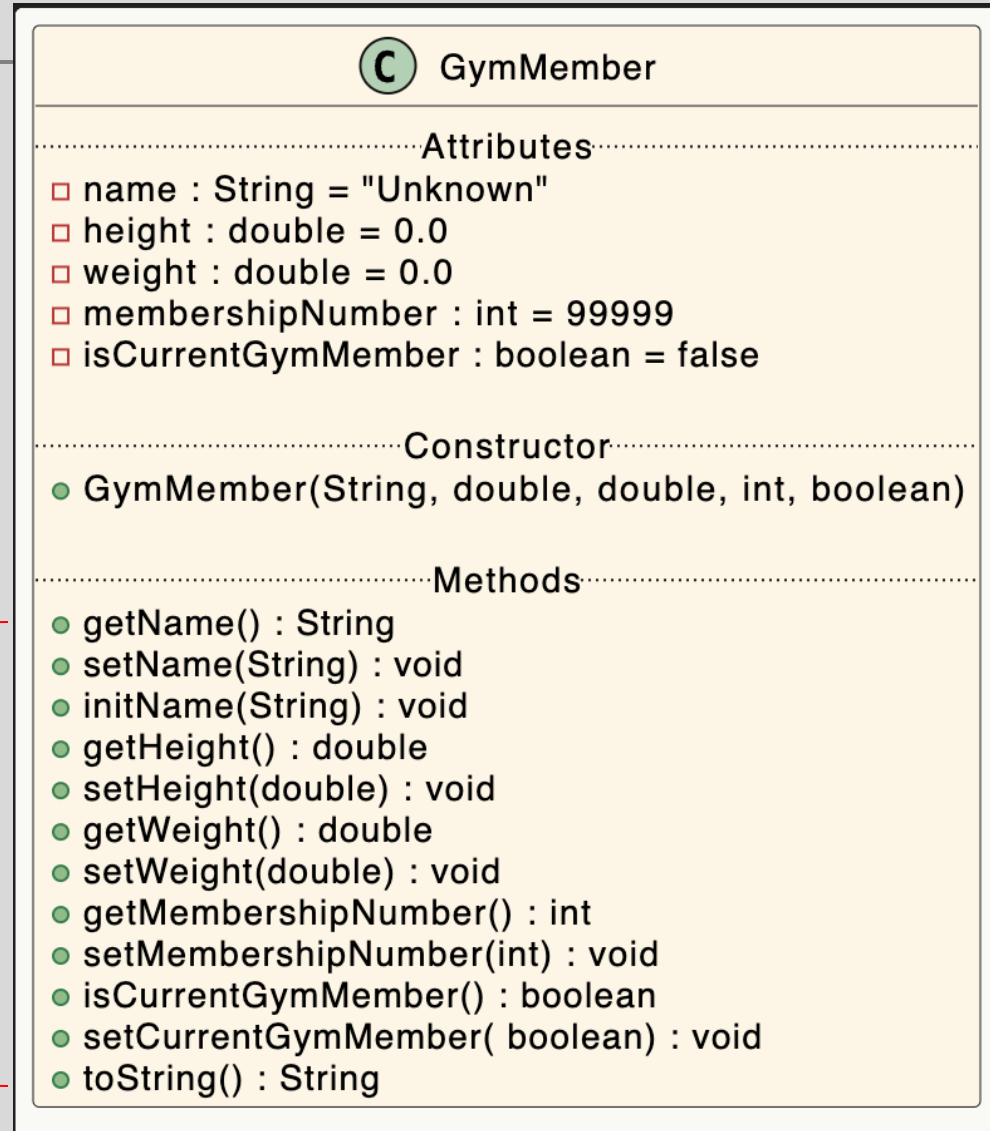 C GymMember
Attributes
name : String = "Unknown"
height : double = 0.0
weight : double = 0.0
membershipNumber : int = 99999
isCurrentGymMember : boolean = false
Constructor
GymMember(String, double, double, int, boolean)
Methods
getName() : String
setName(String) : void
initName(String) : void
getHeight() : double
setHeight(double) : void
getWeight() : double
setWeight(double) : void
getMembershipNumber() : int
setMembershipNumber(int) : void
isCurrentGymMember() : boolean
setCurrentGymMember( boolean) : void
toString() : String